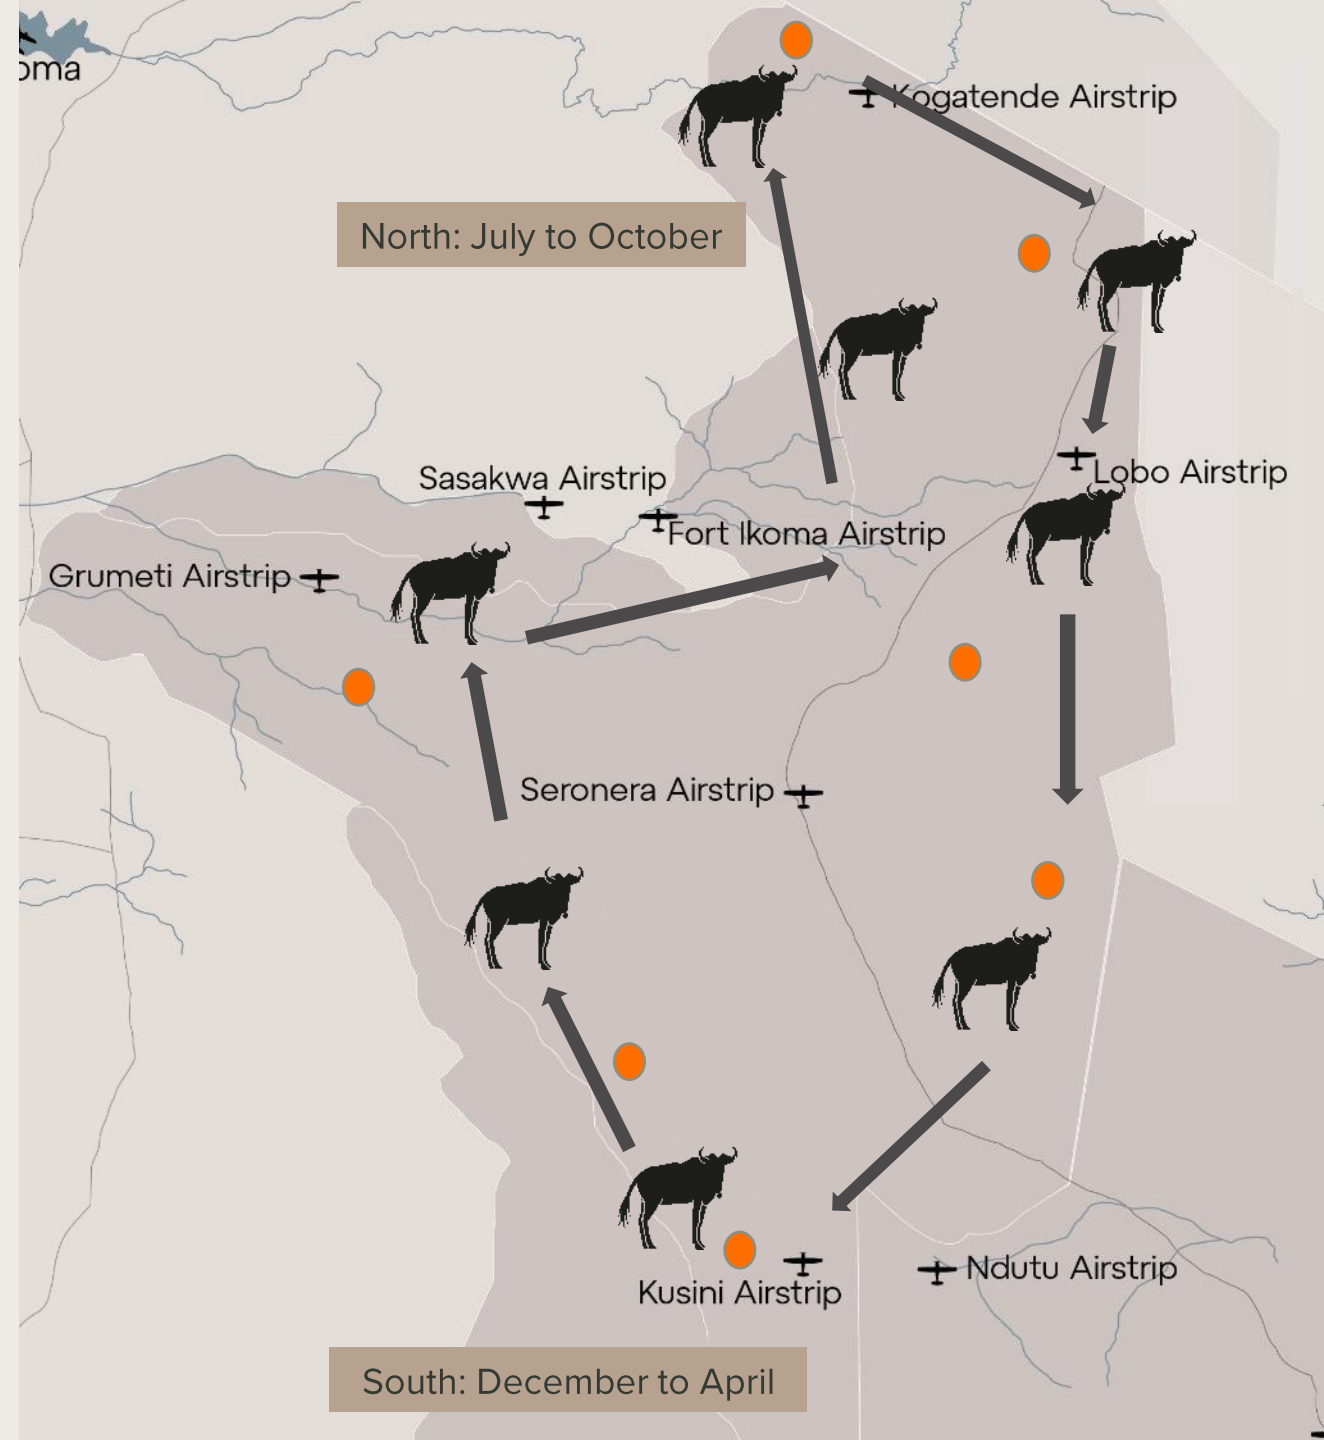 oma
Kogatende Airstrip
North: July to October
Lobo Airstrip
Sasakwa Airstrip
Fort Ikoma Airstrip
Grumeti Airstrip
Seronera Airstrip
Ndutu Airstrip
Kusini Airstrip
South: December to April